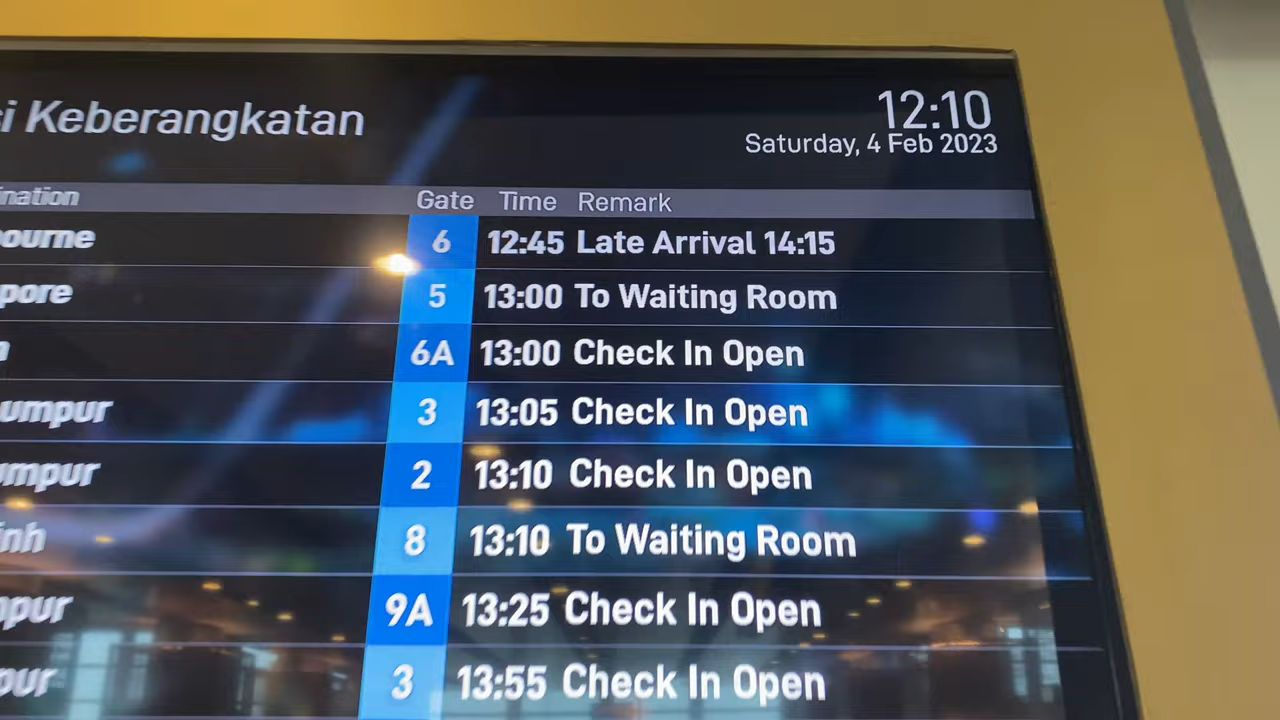 si Keberangkatan
12:10
Saturday, 4 Feb 2023
ination Gate Time Remark
ourne 6 12:45 Late Arrival 14:15
pore 5 13:00 To Waiting Room
6A 13:00 Check In Open
umpur 3 13:05 Check In Open
umpur 2 13:10 Check In Open
inh 8 13:10 To Waiting Room
mpur 9A 13:25 Check In Open
pur 3 13:55 Check In Open